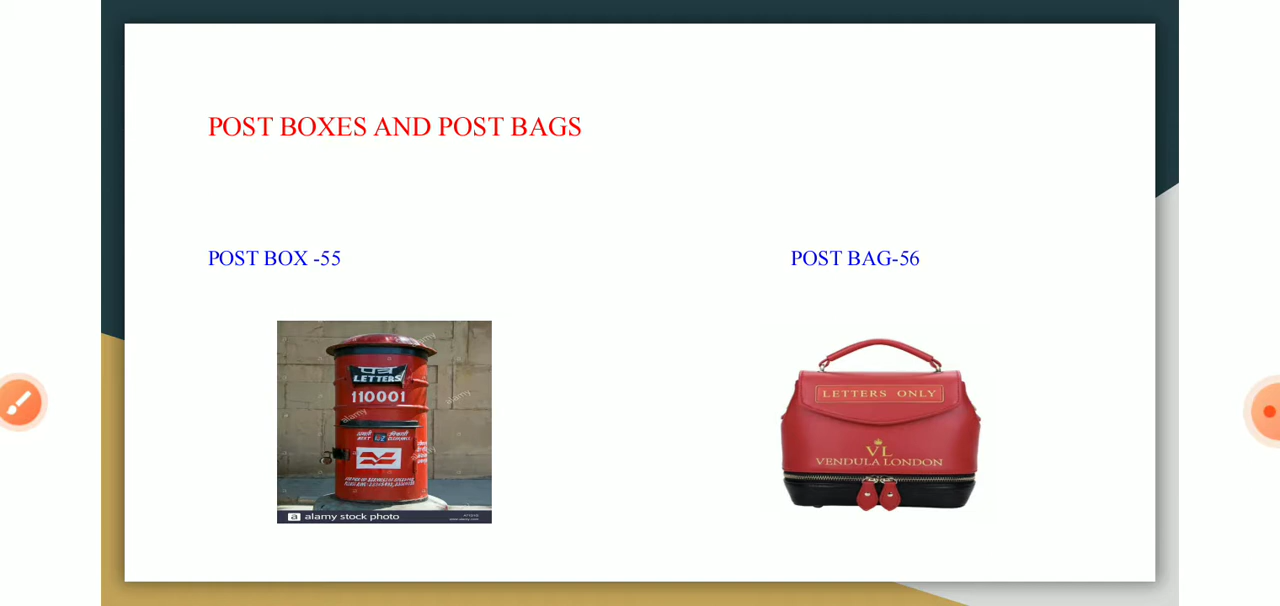 POST BOXES AND POST BAGS
POST BOX -55
POST BAG-56
पत्र
LETTERS
110001
alamy stock photo
LETTERS ONLY
VL
VENDULA LONDON